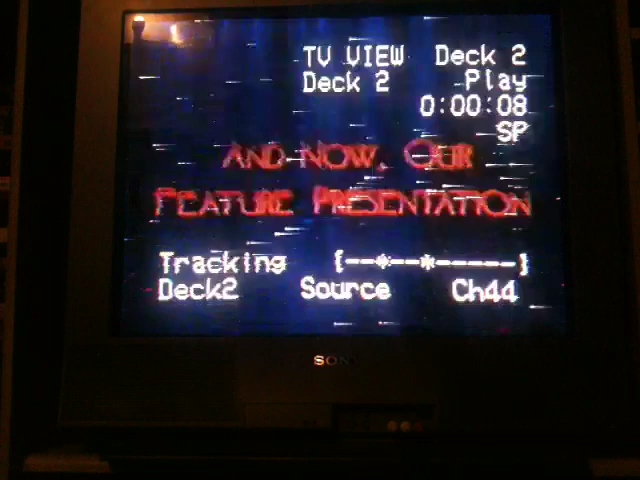 TV VIEW Deck 2
Deck 2 Play
0:00:08
SP
AND NOW, OUR
FEATURE PRESENTATION
Tracking [--*--*-----]
Deck2 Source Ch44
SONY